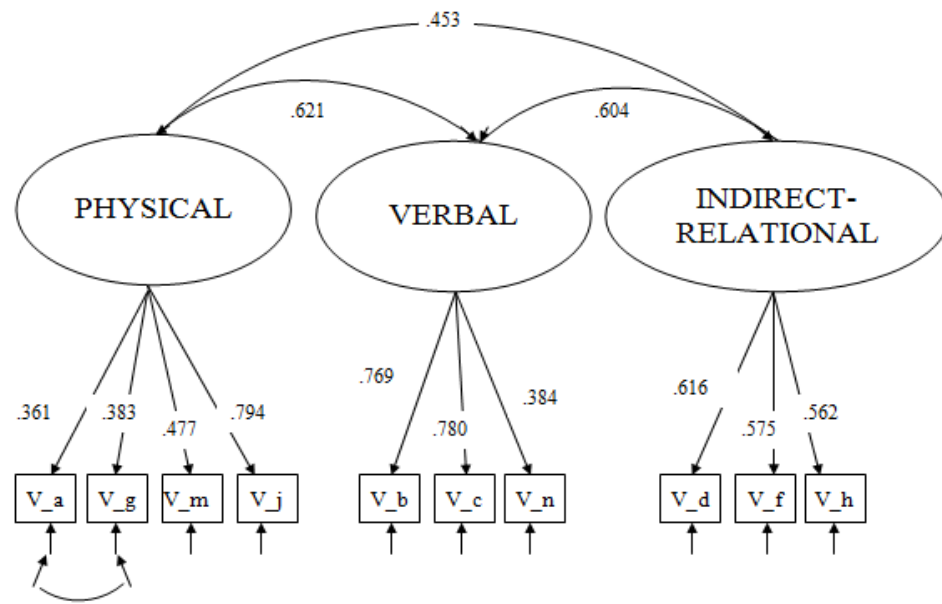 .453
.621
.604
PHYSICAL
VERBAL
INDIRECT-
RELATIONAL
.361
.383
.477
.794
.769
.780
.384
.616
.575
.562
V_a
V_g
V_m
V_j
V_b
V_c
V_n
V_d
V_f
V_h